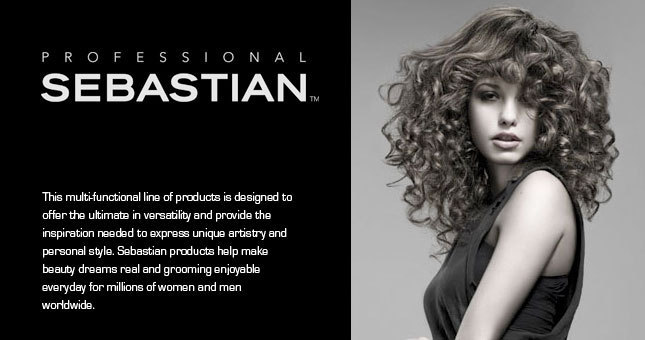 PROFESSIONAL
SEBASTIAN™
This multi-functional line of products is designed to
offer the ultimate in versatility and provide the
inspiration needed to express unique artistry and
personal style. Sebastian products help make
beauty dreams real and grooming enjoyable
everyday for millions of women and men
worldwide.